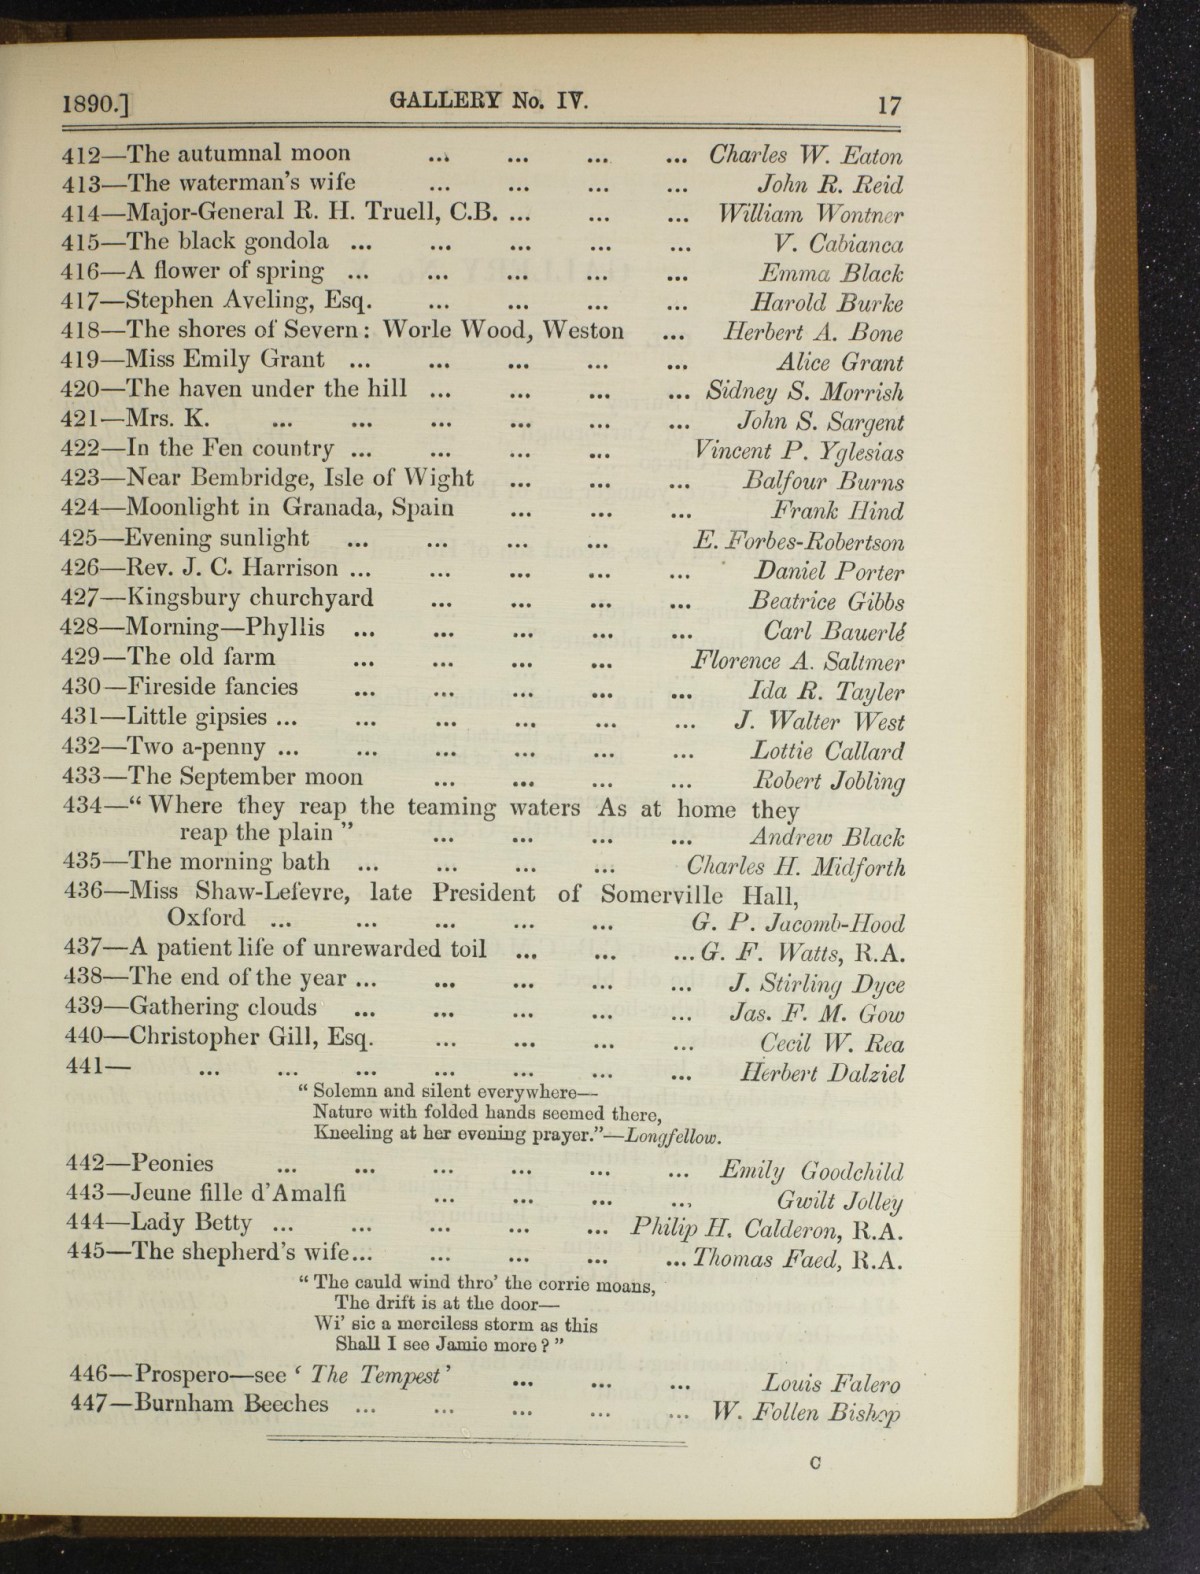 1890.] GALLERY No. IV. 17
412—The autumnal moon ... ... ... ... Charles W. Eaton
413—The waterman's wife ... ... ... ... John R. Reid
414—Major-General R. H. Truell, C.B. ... ... ... William Wontner
415—The black gondola ... ... ... ... ... V. Cabianca
416—A flower of spring ... ... ... ... ... Emma Black
417—Stephen Aveling, Esq. ... ... ... ... Harold Burke
418—The shores of Severn: Worle Wood, Weston ... Herbert A. Bone
419—Miss Emily Grant ... ... ... ... ... Alice Grant
420—The haven under the hill ... ... ... ... Sidney S. Morrish
421—Mrs. K. ... ... ... ... ... ... John S. Sargent
422—In the Fen country ... ... ... ... Vincent P. Yglesias
423—Near Bembridge, Isle of Wight ... ... ... Balfour Burns
424—Moonlight in Granada, Spain ... ... ... Frank Hind
425—Evening sunlight ... ... ... ... E. Forbes-Robertson
426—Rev. J. C. Harrison ... ... ... ... ... Daniel Porter
427—Kingsbury churchyard ... ... ... ... Beatrice Gibbs
428—Morning—Phyllis ... ... ... ... ... Carl Bauerlé
429—The old farm ... ... ... ... Florence A. Saltmer
430—Fireside fancies ... ... ... ... ... Ida R. Tayler
431—Little gipsies ... ... ... ... ... ... J. Walter West
432—Two a-penny ... ... ... ... ... ... Lottie Callard
433—The September moon ... ... ... ... Robert Jobling
434—“Where they reap the teaming waters As at home they
reap the plain” ... ... ... ... Andrew Black
435—The morning bath ... ... ... ... Charles H. Midforth
436—Miss Shaw-Lefevre, late President of Somerville Hall,
Oxford ... ... ... ... ... G. P. Jacomb-Hood
437—A patient life of unrewarded toil ... ... ... G. F. Watts, R.A.
438—The end of the year ... ... ... ... ... J. Stirling Dyce
439—Gathering clouds ... ... ... ... ... Jas. F. M. Gow
440—Christopher Gill, Esq. ... ... ... ... Cecil W. Rea
441— ... ... ... ... ... ... ... Herbert Dalziel
“Solemn and silent everywhere—
Nature with folded hands seemed there,
Kneeling at her evening prayer.”—Longfellow.
442—Peonies ... ... ... ... ... ... Emily Goodchild
443—Jeune fille d'Amalfi ... ... ... ... Gwilt Jolley
444—Lady Betty ... ... ... ... ... Philip H. Calderon, R.A.
445—The shepherd's wife... ... ... ... ... Thomas Faed, R.A.
“The cauld wind thro' the corrie moans,
The drift is at the door—
Wi' sic a merciless storm as this
Shall I see Jamie more?”
446—Prospero—see ‘The Tempest’ ... ... ... Louis Falero
447—Burnham Beeches ... ... ... ... ... W. Follen Bishop
C